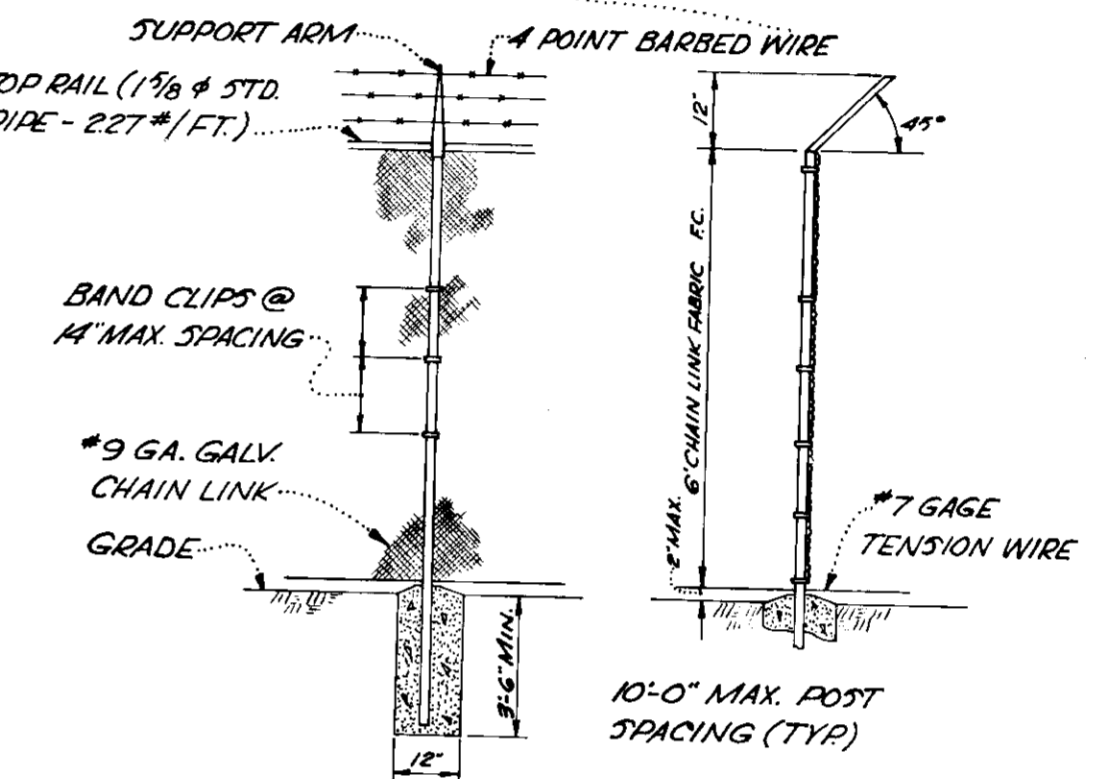 SUPPORT ARM
4 POINT BARBED WIRE
TOP RAIL (1 5/8 φ STD.
PIPE - 2.27 #/FT.)
12"
45°
BAND CLIPS @
14" MAX. SPACING
6' CHAIN LINK FABRIC F.C.
#9 GA. GALV.
CHAIN LINK
GRADE
2" MAX.
#7 GAGE
TENSION WIRE
3'-6" MIN.
12"
10'-0" MAX. POST
SPACING (TYP.)